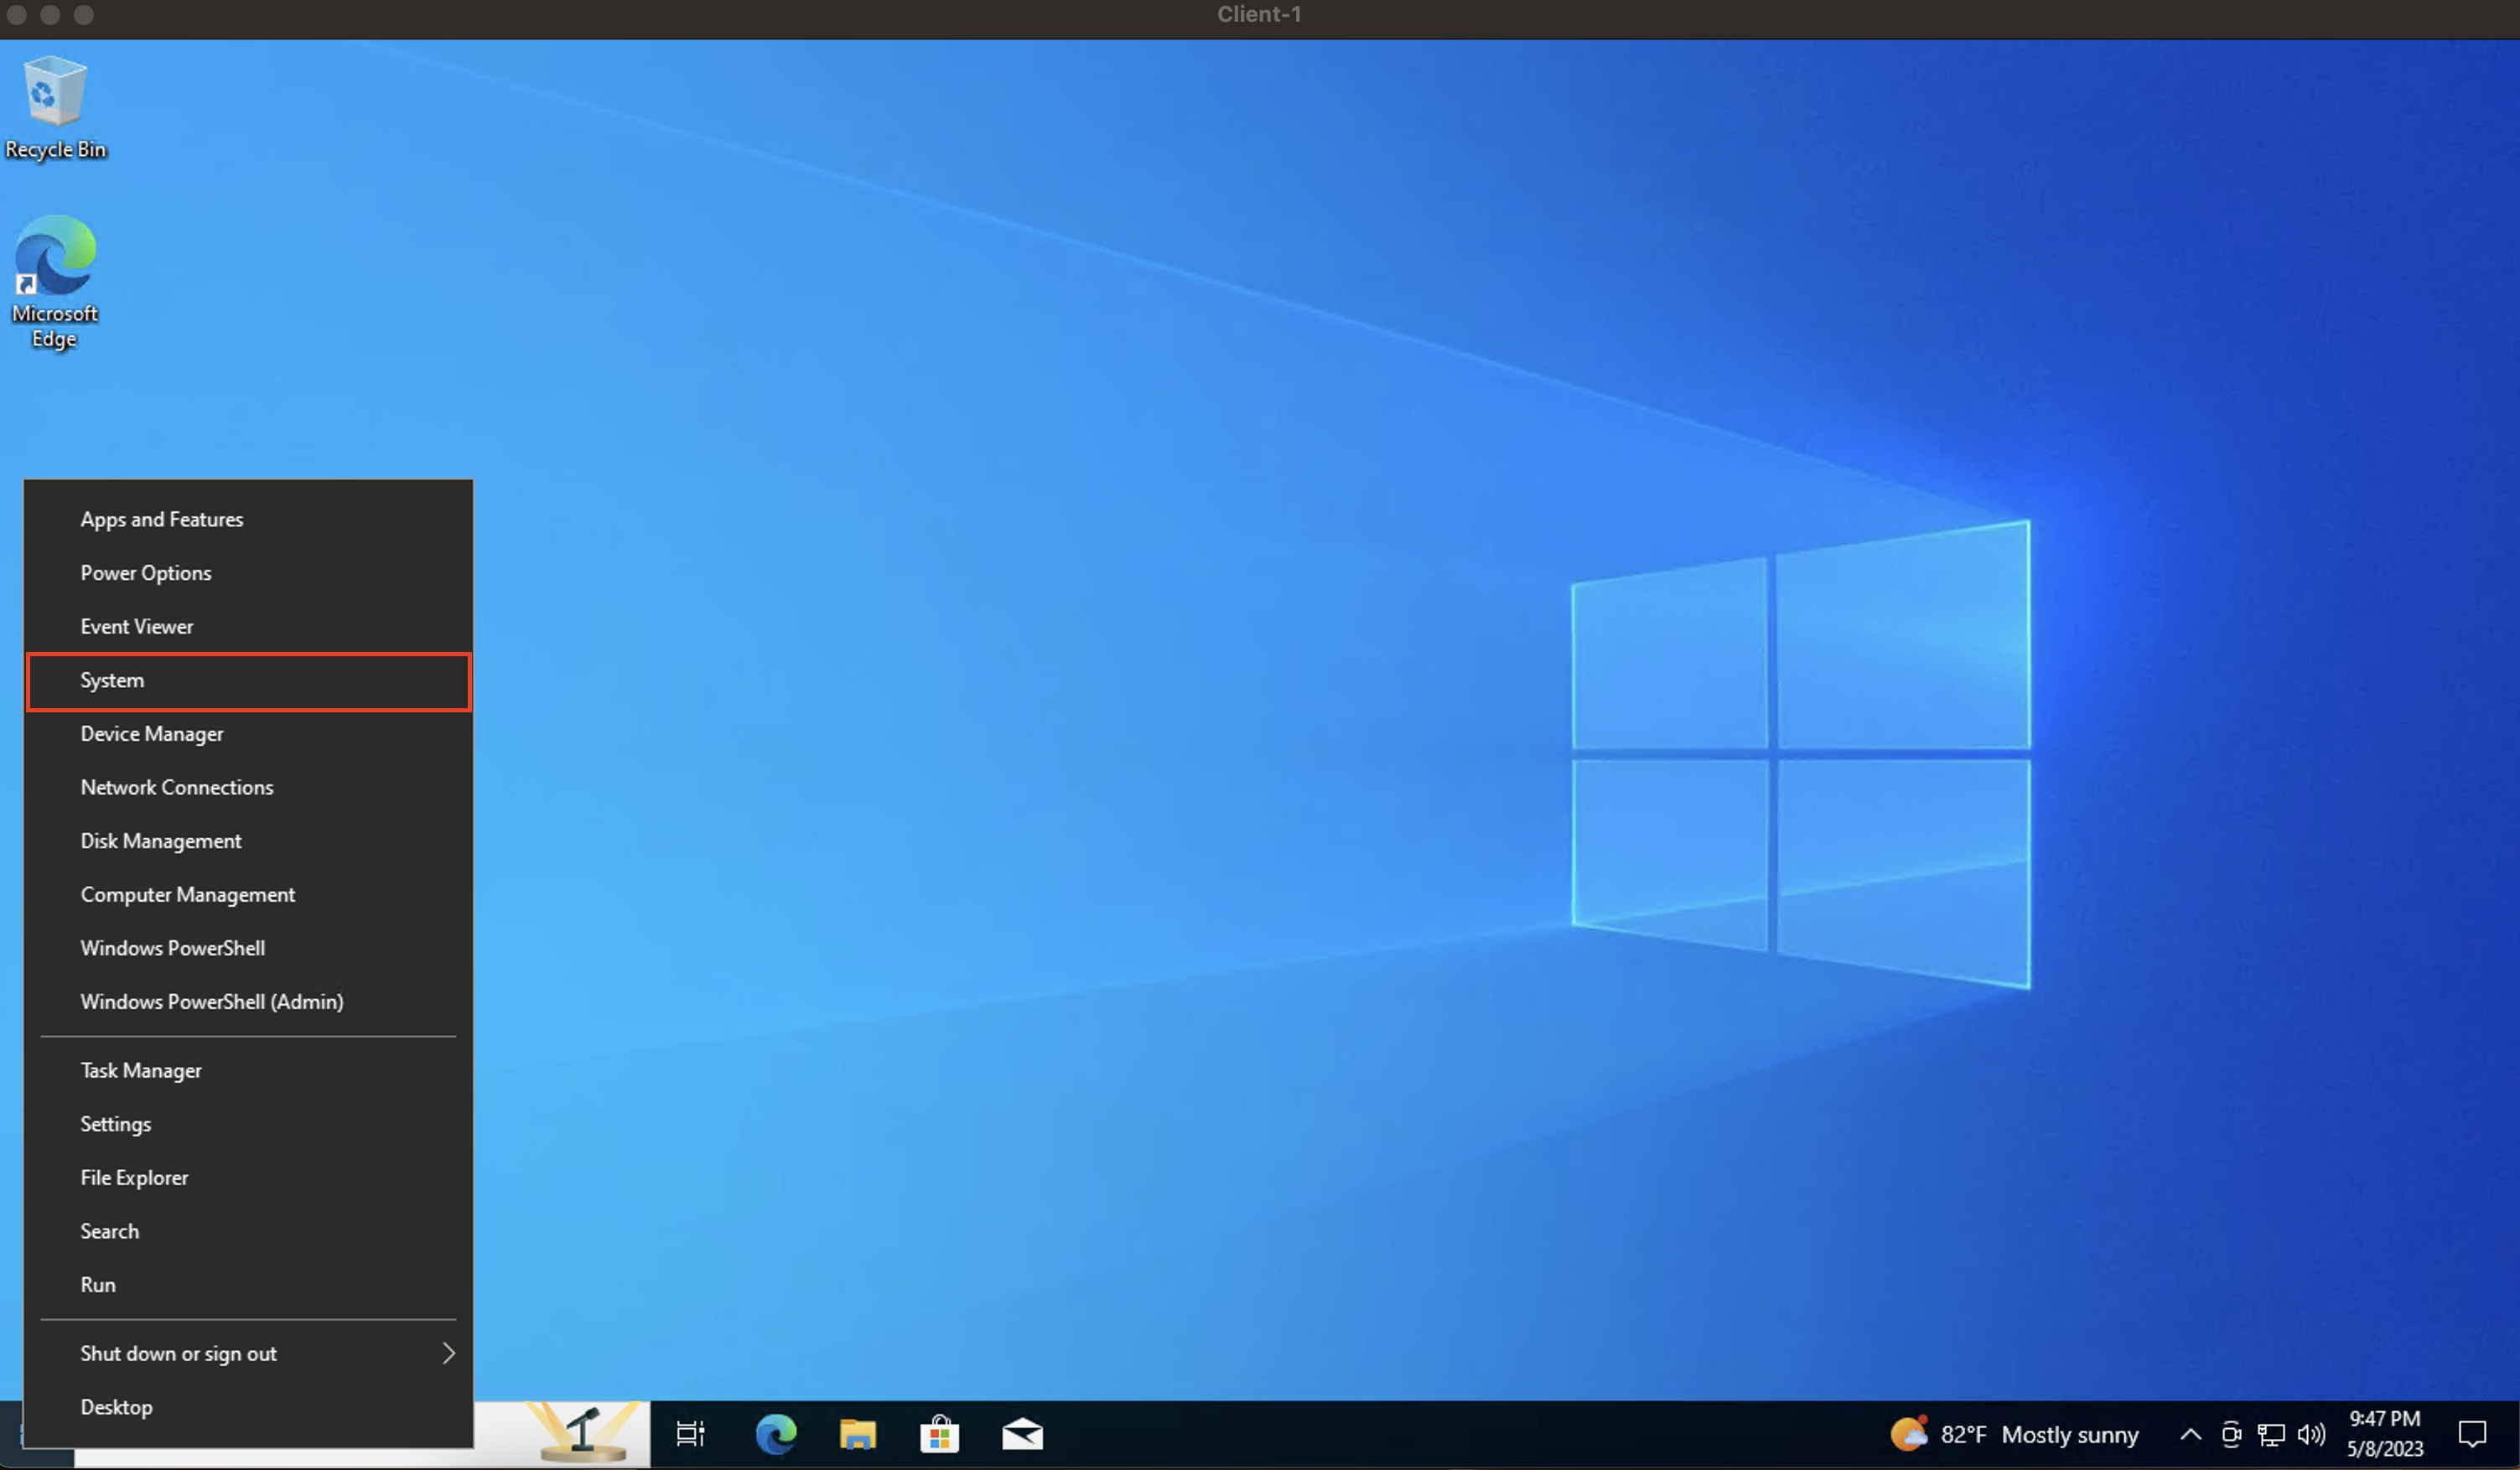 Client-1
Recycle Bin
Microsoft
Edge
Apps and Features
Power Options
Event Viewer
System
Device Manager
Network Connections
Disk Management
Computer Management
Windows PowerShell
Windows PowerShell (Admin)
Task Manager
Settings
File Explorer
Search
Run
Shut down or sign out
Desktop
82°F Mostly sunny
9:47 PM
5/8/2023